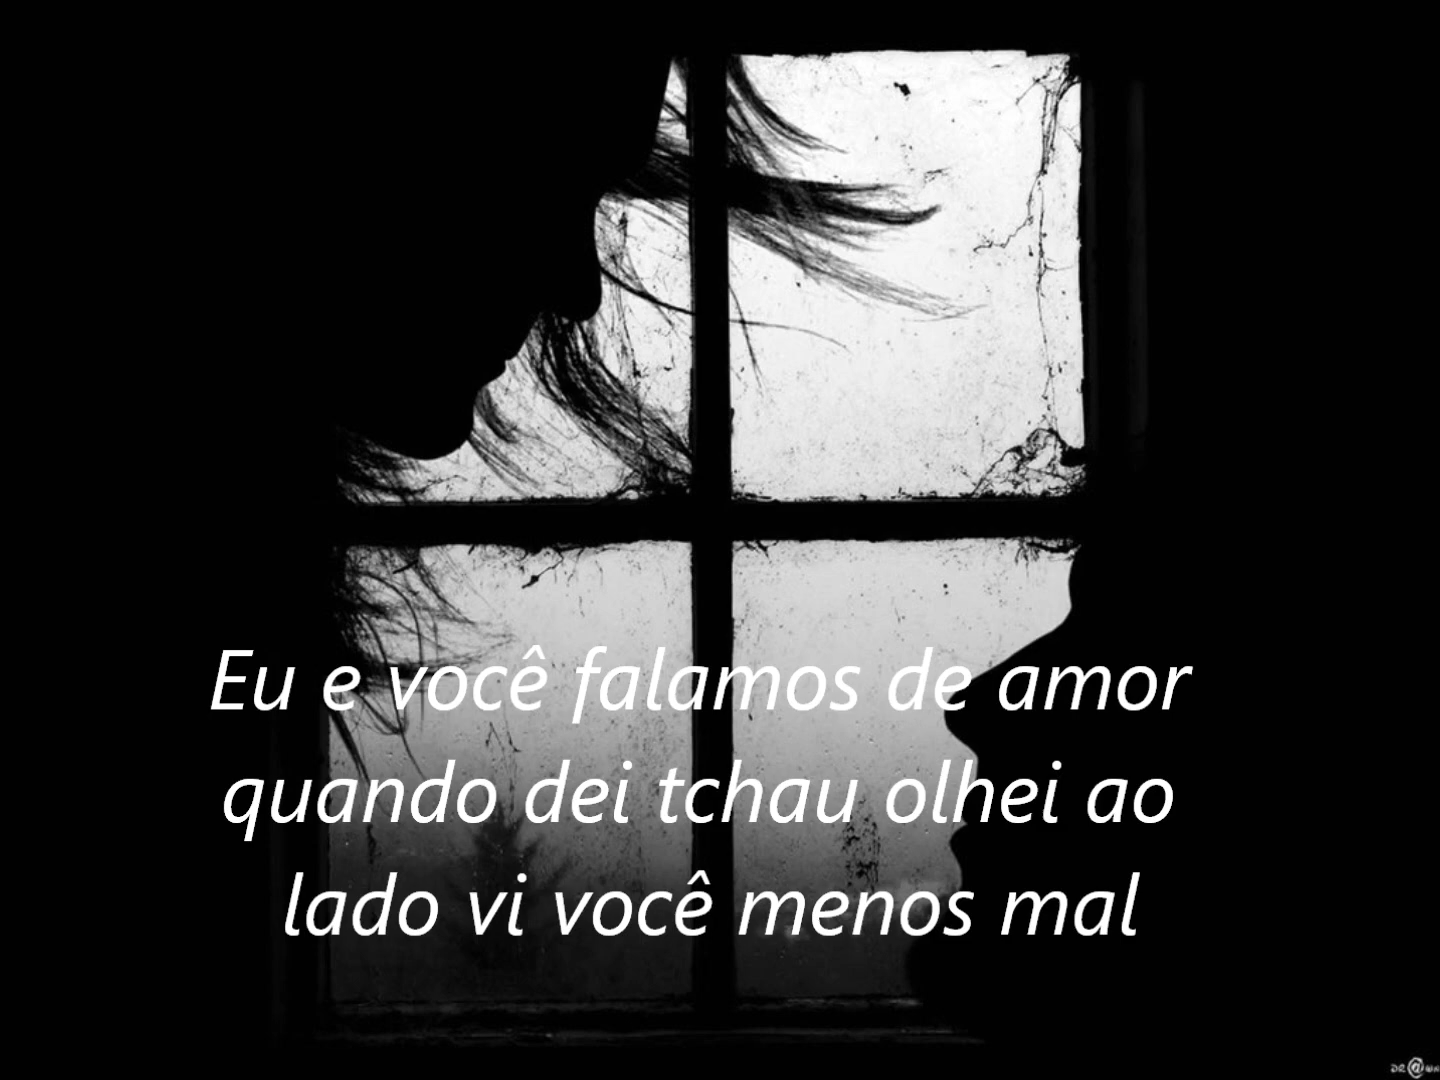 Eu e você falamos de amor
quando dei tchau olhei ao
lado vi você menos mal